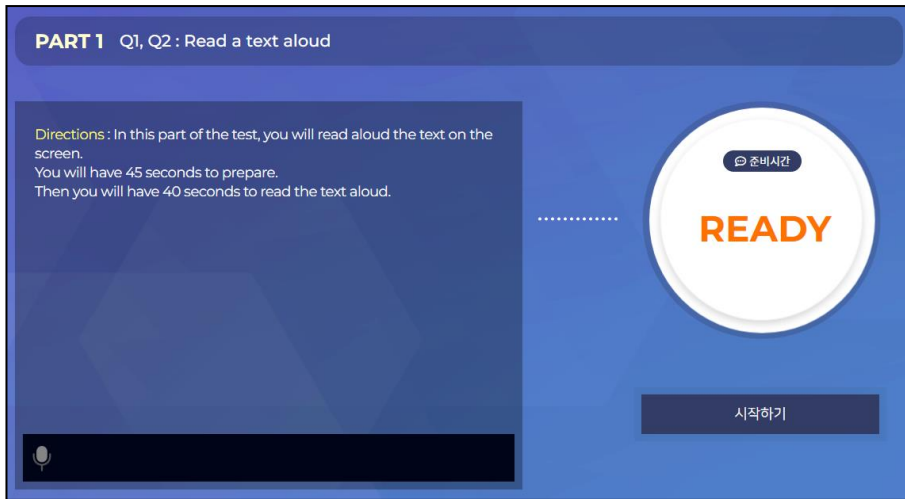 PART 1 Q1, Q2 : Read a text aloud
Directions : In this part of the test, you will read aloud the text on the
screen.
You will have 45 seconds to prepare.
Then you will have 40 seconds to read the text aloud.
준비시간
READY
시작하기